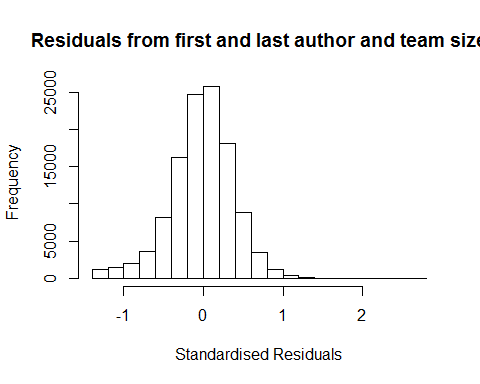 Residuals from first and last author and team size
Frequency
25000
15000
5000
0
-1 0 1 2
Standardised Residuals